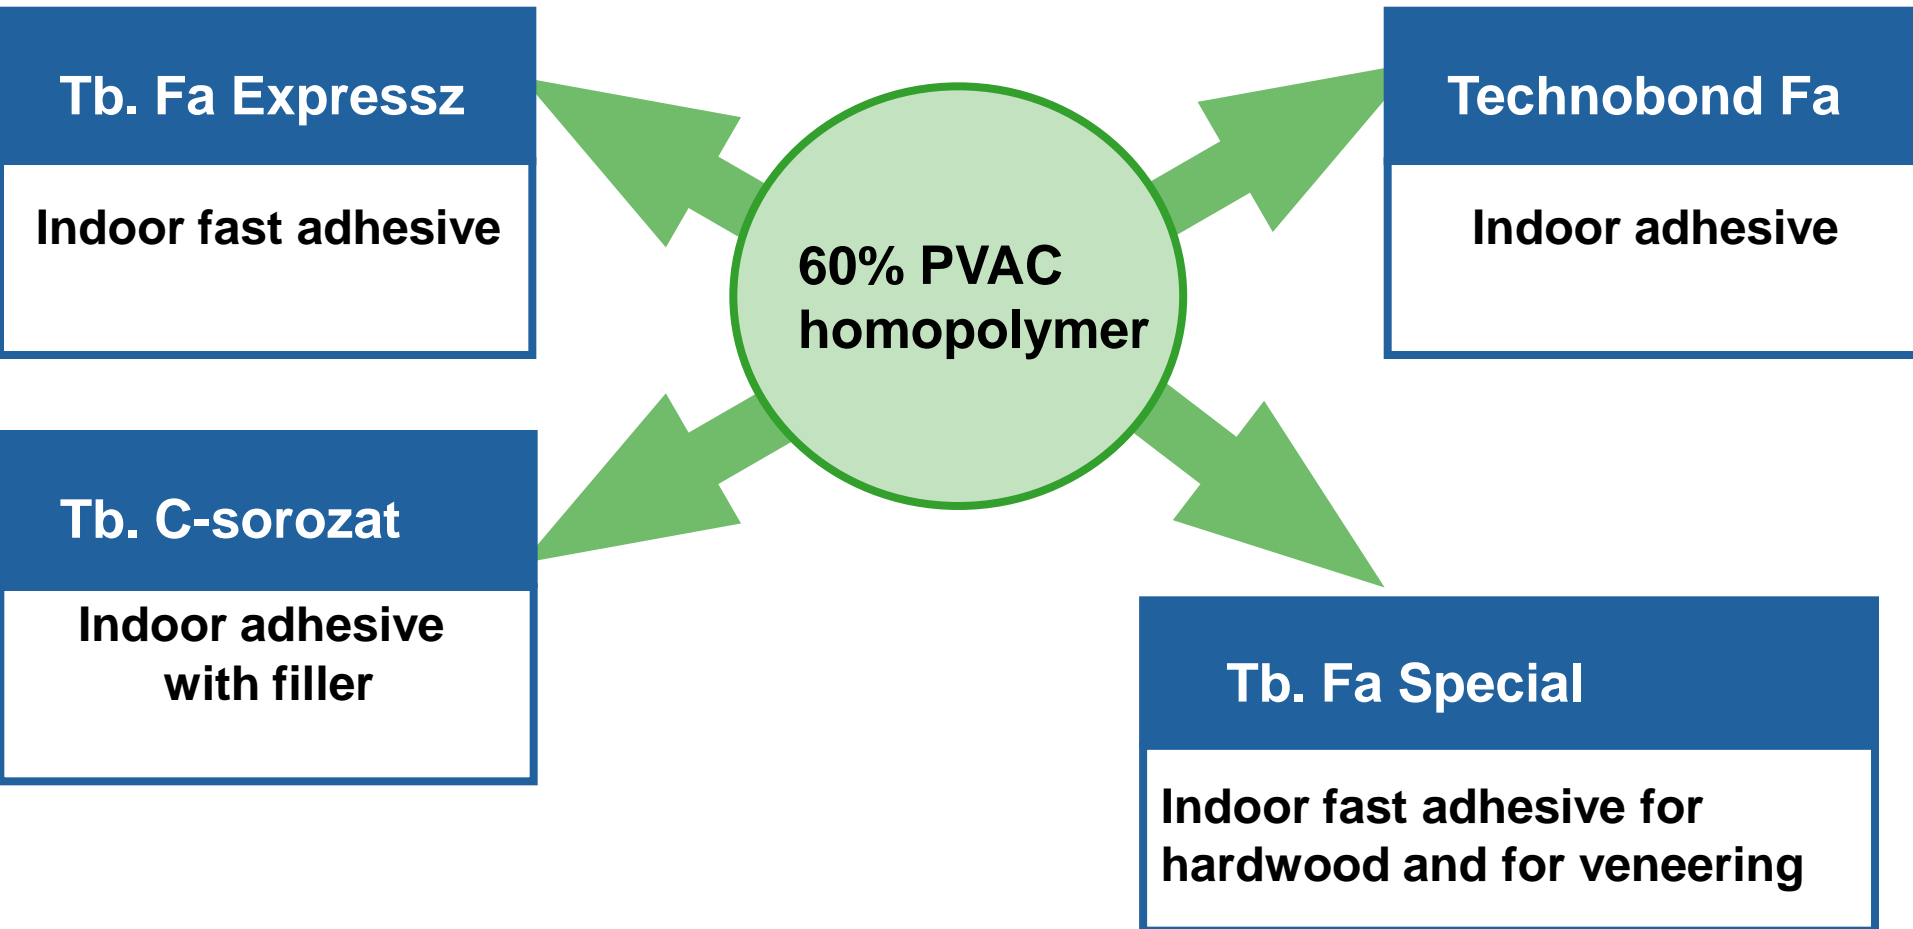 Tb. Fa Expressz
Indoor fast adhesive
60% PVAC
homopolymer
Technobond Fa
Indoor adhesive
Tb. C-sorozat
Indoor adhesive
with filler
Tb. Fa Special
Indoor fast adhesive for
hardwood and for veneering